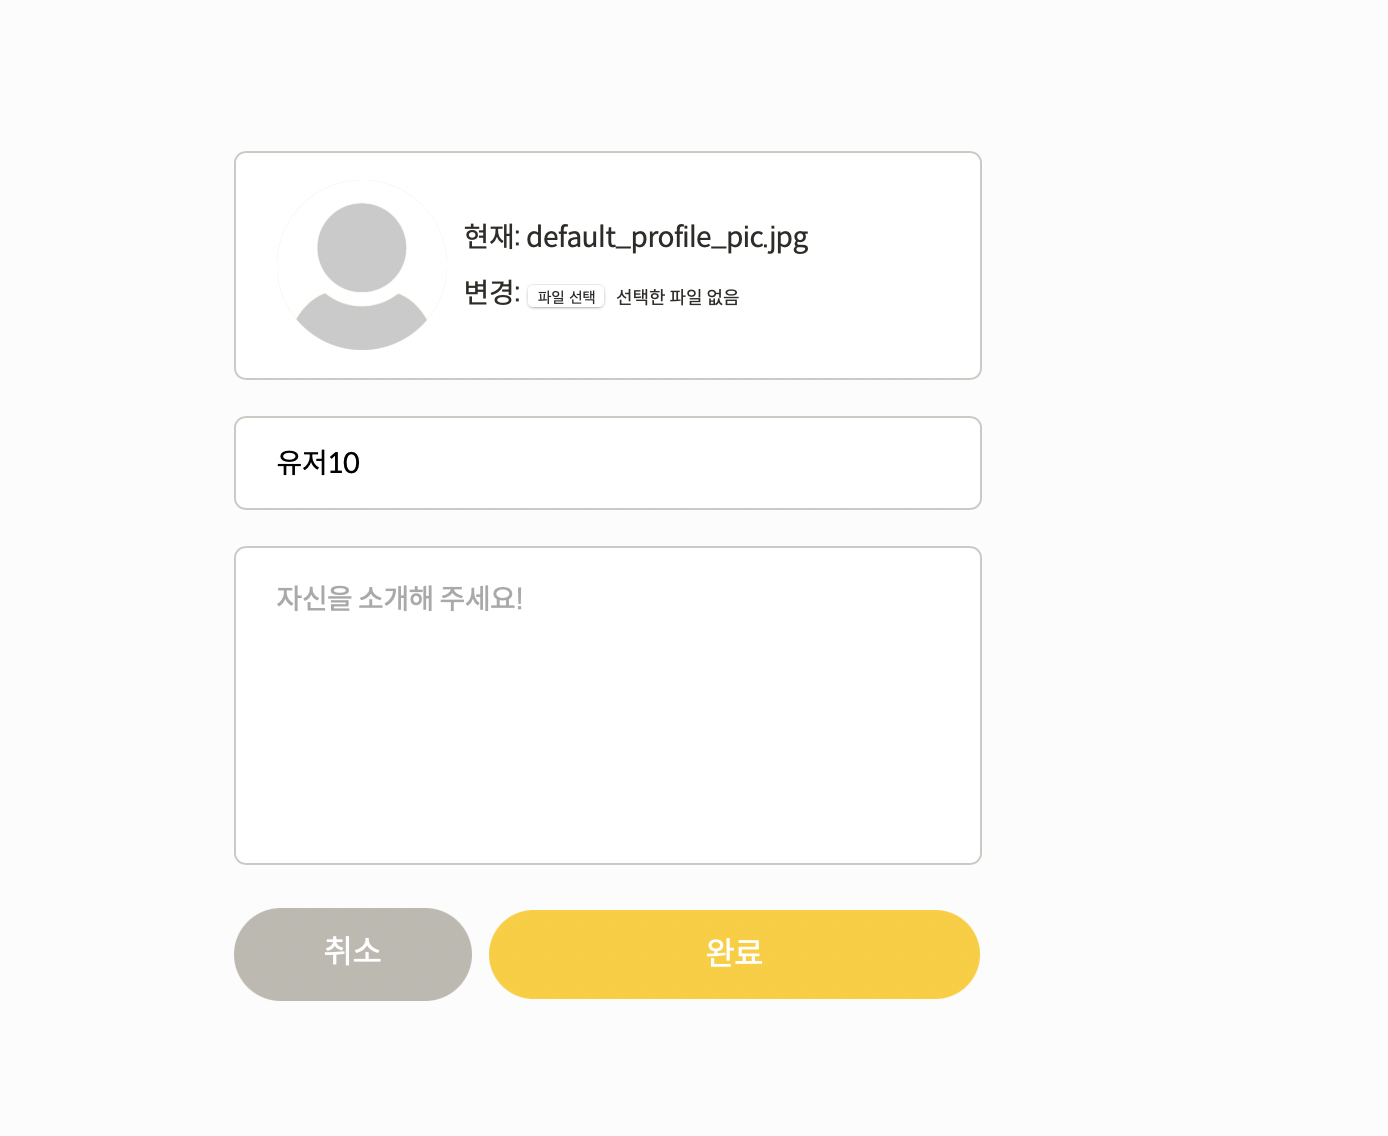 현재: default_profile_pic.jpg
변경: 파일 선택 선택한 파일 없음
유저10
자신을 소개해 주세요!
취소 완료